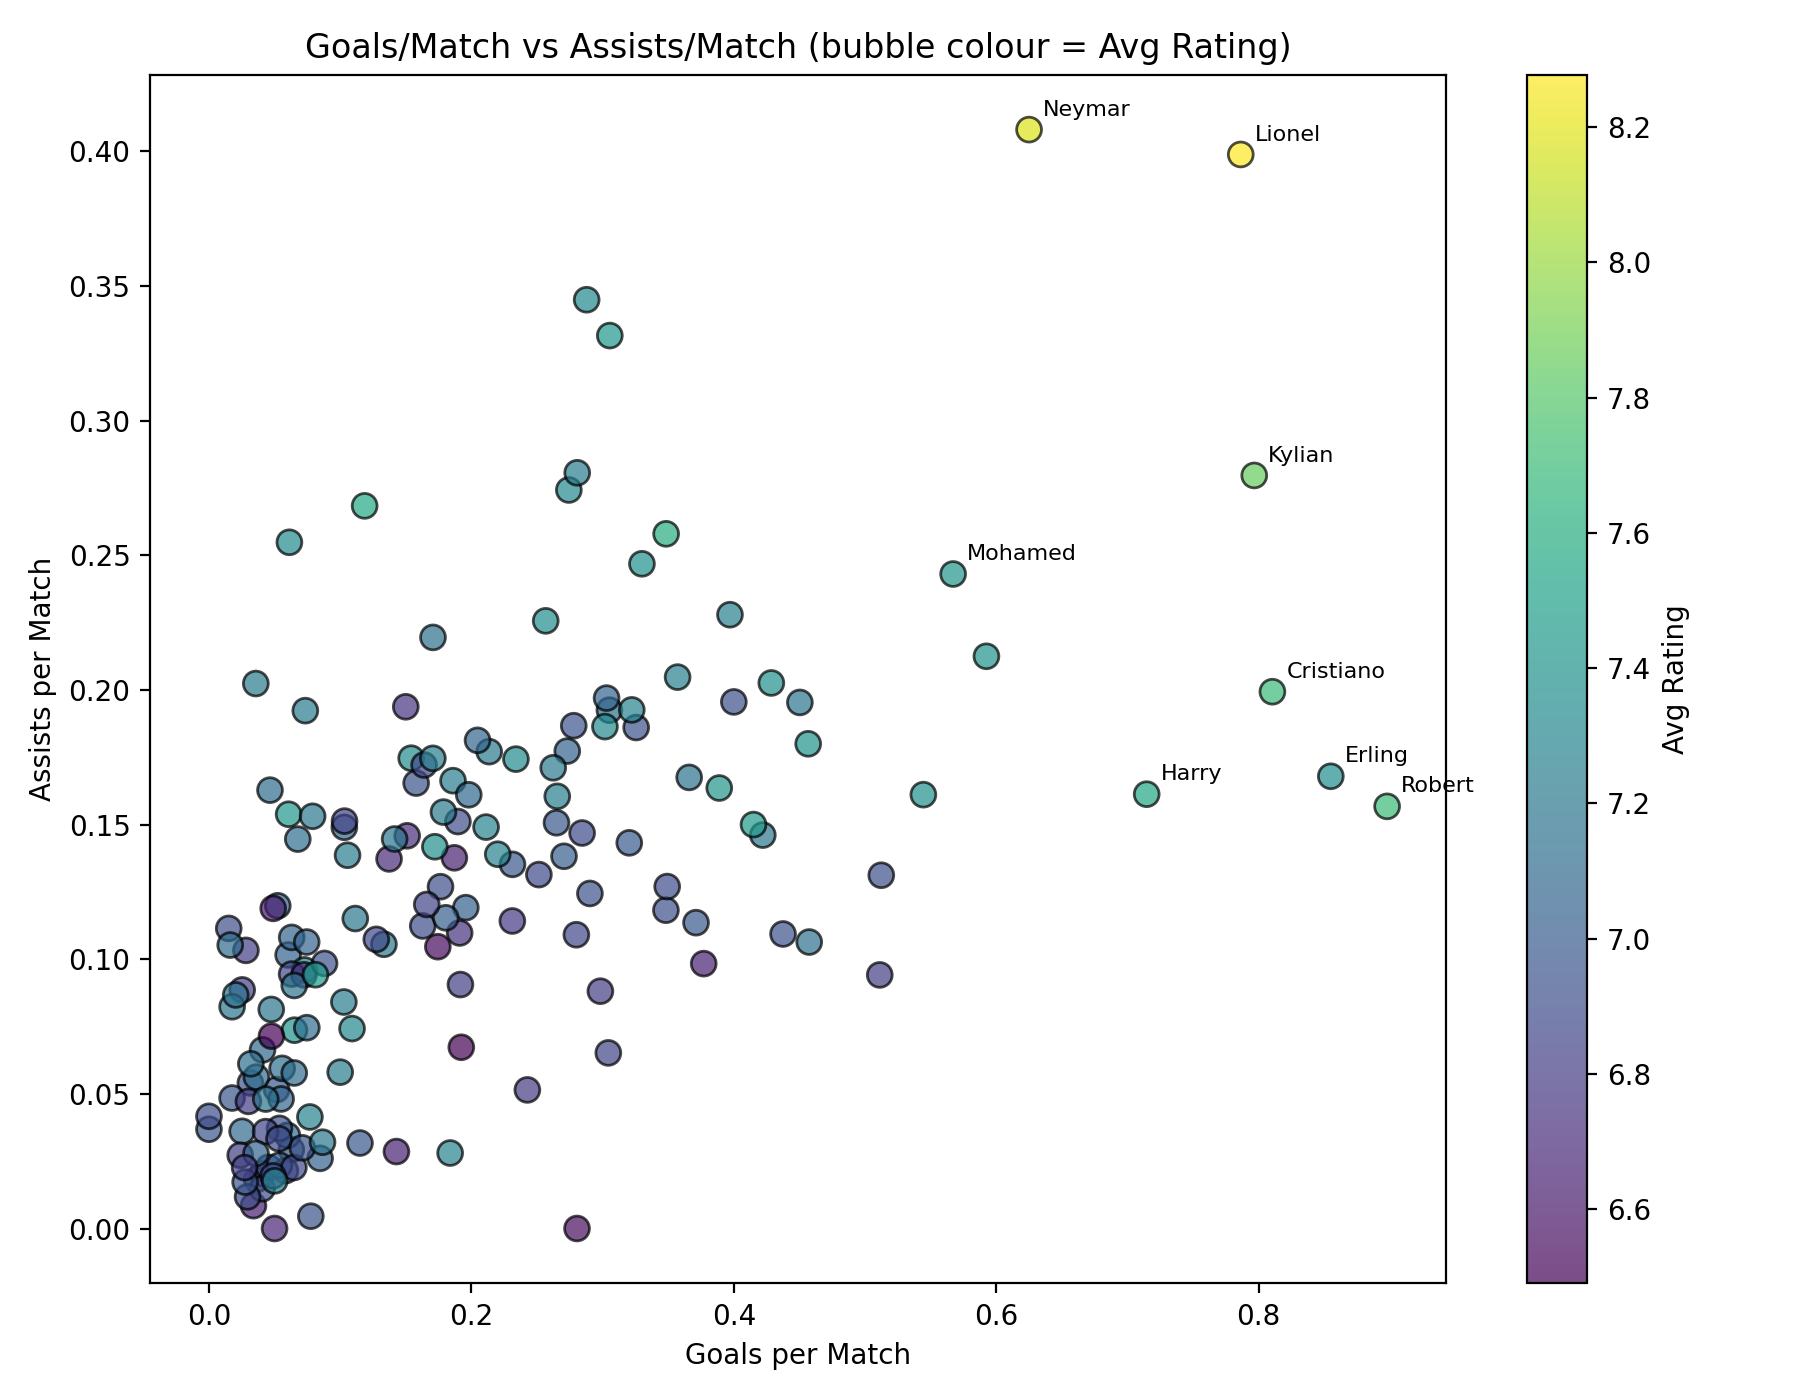 Goals/Match vs Assists/Match (bubble colour = Avg Rating)
Neymar
Lionel
Kylian
Mohamed
Cristiano
Erling
Harry
Robert
0.40
0.35
0.30
0.25
0.20
0.15
0.10
0.05
0.00
Assists per Match
0.0
0.2
0.4
0.6
0.8
Goals per Match
8.2
8.0
7.8
7.6
7.4
7.2
7.0
6.8
6.6
Avg Rating